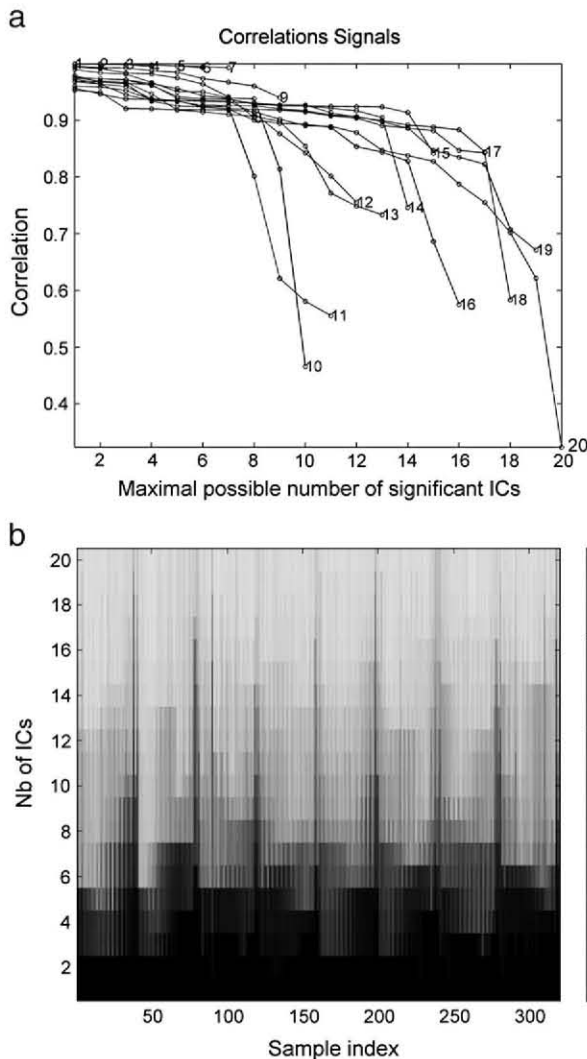 a
Correlations Signals
1 2 3 4 5 6 7
9
0.9
15 17
0.8
12
13
14
0.7
19
0.6
18
16
11
0.5
10
0.4
20
2 4 6 8 10 12 14 16 18 20
Correlation
Maximal possible number of significant ICs
b
20
18
16
14
12
10
8
6
4
2
Nb of ICs
50 100 150 200 250 300
Sample index